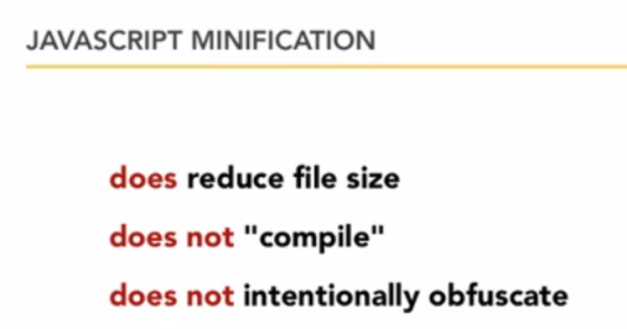 JAVASCRIPT MINIFICATION
does reduce file size
does not "compile"
does not intentionally obfuscate